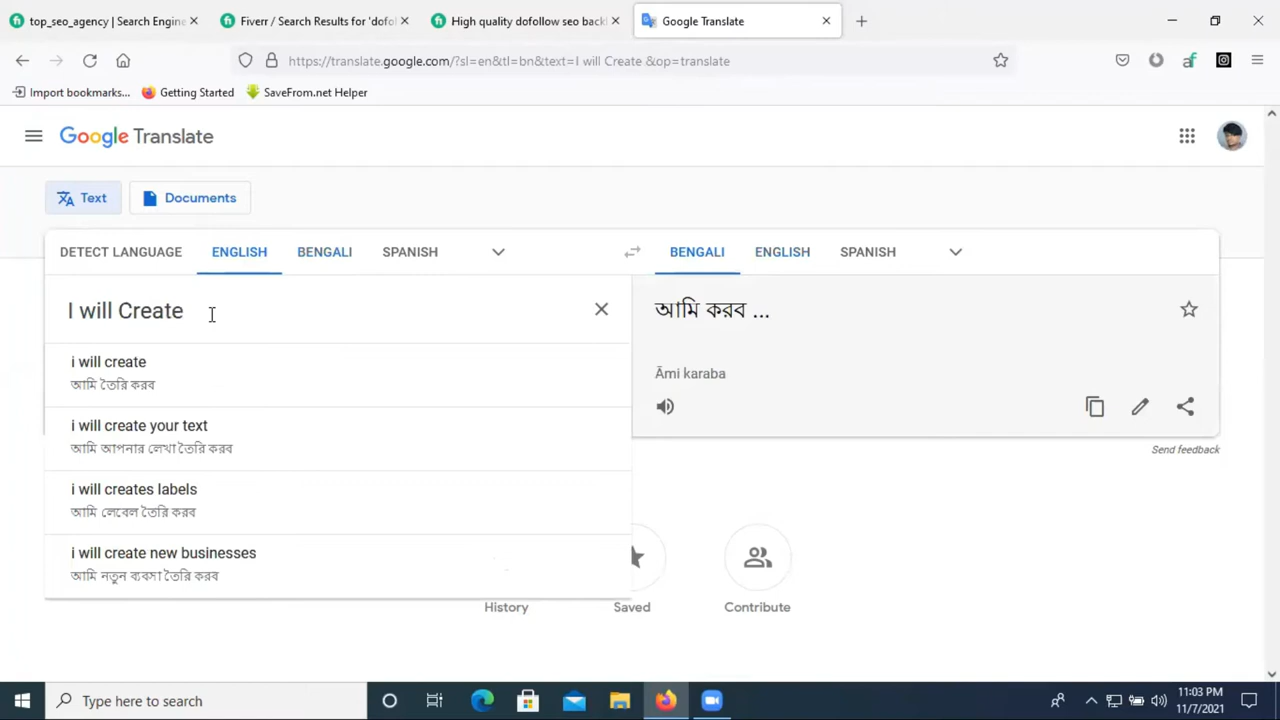 top_seo_agency | Search Engine
Fiverr / Search Results for 'dofol
High quality dofollow seo backl
Google Translate
https://translate.google.com/?sl=en&tl=bn&text=I will Create &op=translate
Import bookmarks...
Getting Started
SaveFrom.net Helper
Google Translate
Text
Documents
DETECT LANGUAGE
ENGLISH
BENGALI
SPANISH
BENGALI
ENGLISH
SPANISH
I will Create
আমি করব ...
Āmi karaba
i will create
আমি তৈরি করব
i will create your text
আমি আপনার লেখা তৈরি করব
i will creates labels
আমি লেবেল তৈরি করব
i will create new businesses
আমি নতুন ব্যবসা তৈরি করব
Send feedback
History
Saved
Contribute
Type here to search
11:03 PM
11/7/2021